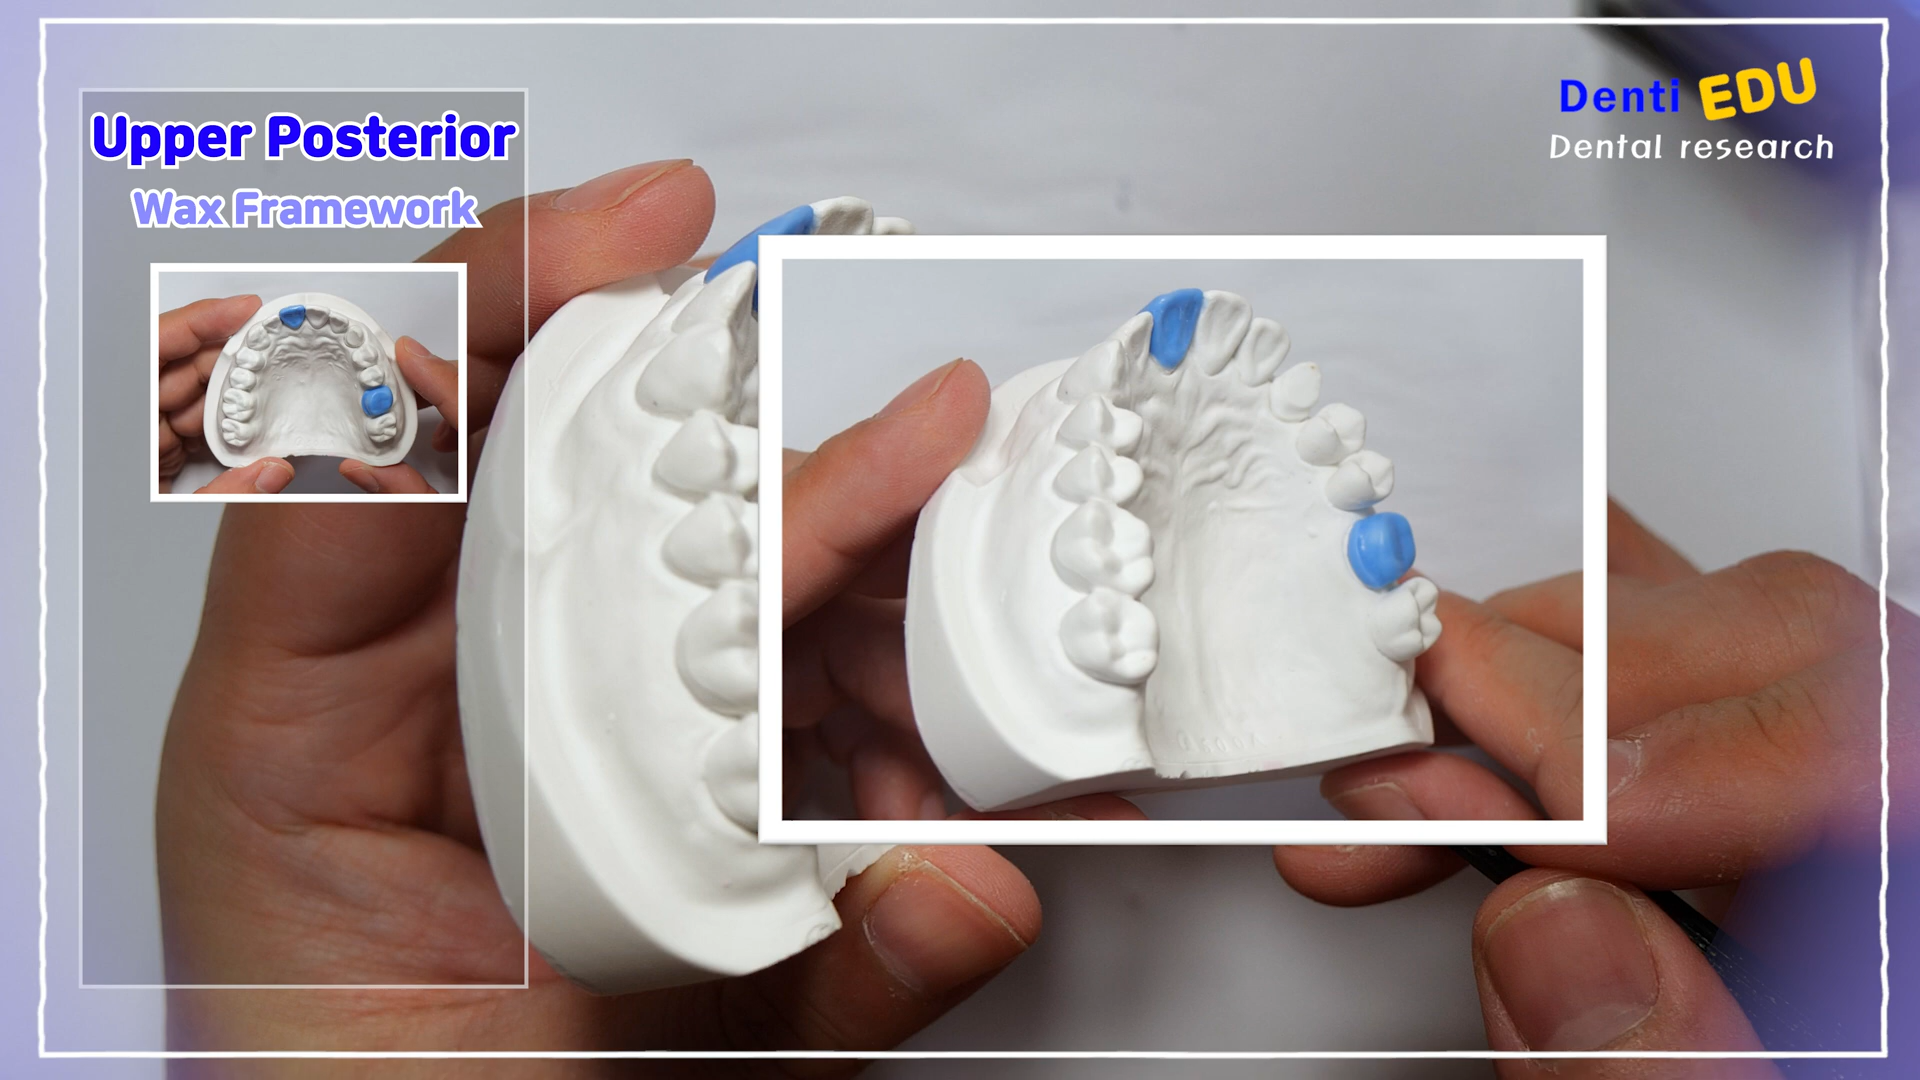 Upper Posterior
Wax Framework
Denti EDU
Dental research